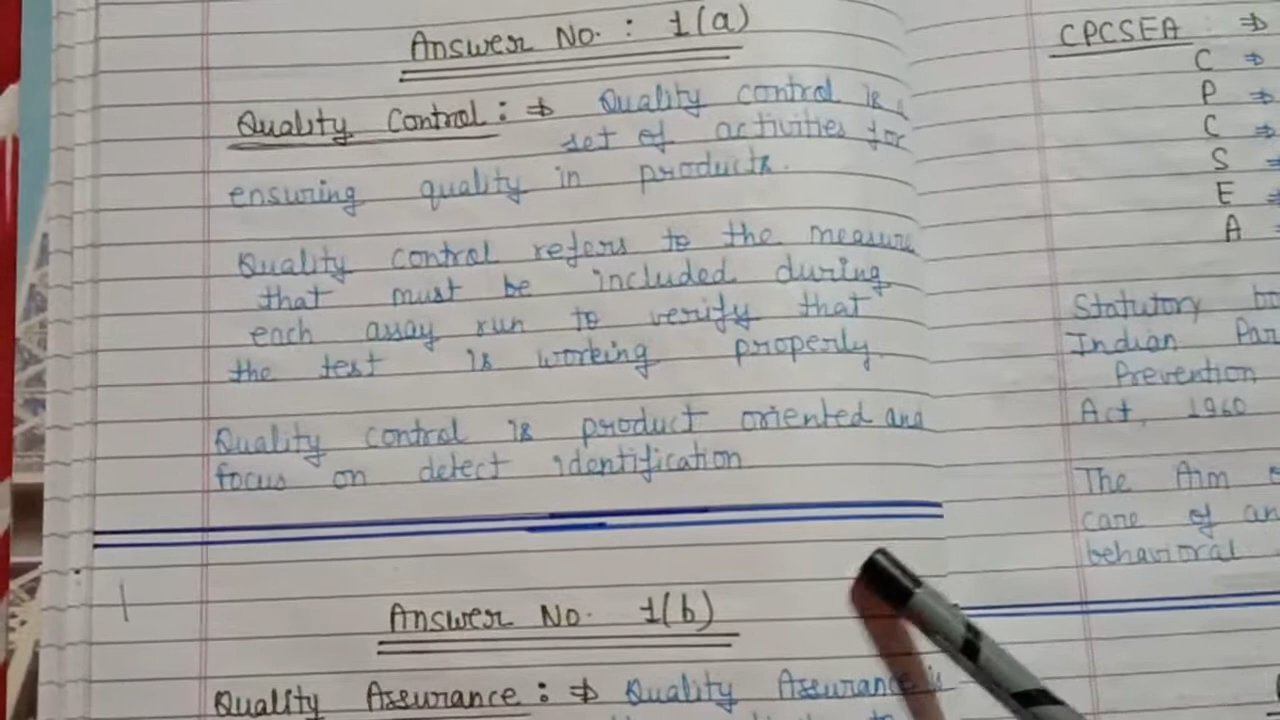 Answer No. : 1(a)
Quality Control : ⇒ Quality control is
set of activities for
ensuring quality in products.
Quality control refers to the measure
that must be included during
each assay run to verify that
the test is working properly
Quality control is product oriented and
focus on defect identification
Answer No. 1(b)
Quality Assurance : ⇒ Quality Assurance is
CPCSEA : ⇒
C ⇒
P ⇒
C ⇒
S ⇒
E ⇒
A ⇒
Statutory
Indian
Prevention
Act, 1960
The Aim
care of
behavioral